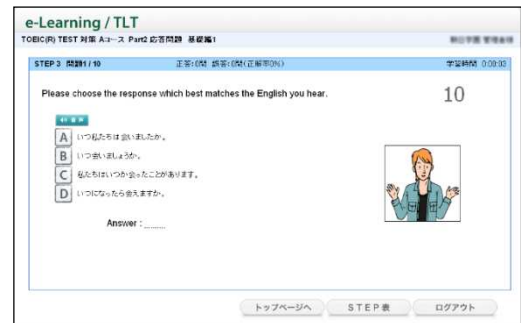 e-Learning / TLT
TOEIC(R) TEST 対策 Aコース Part2 応答問題 基礎編1
STEP 3 問題1 / 10 正答:0問 誤答:0問(正解率0%) 学習時間 0:00:03
Please choose the response which best matches the English you hear.
10
A いつ私たちは会いましたか。
B いつ会いましょうか。
C 私たちはいつか会ったことがあります。
D いつになったら会えますか。
Answer : ........
トップページへ STEP表 ログアウト